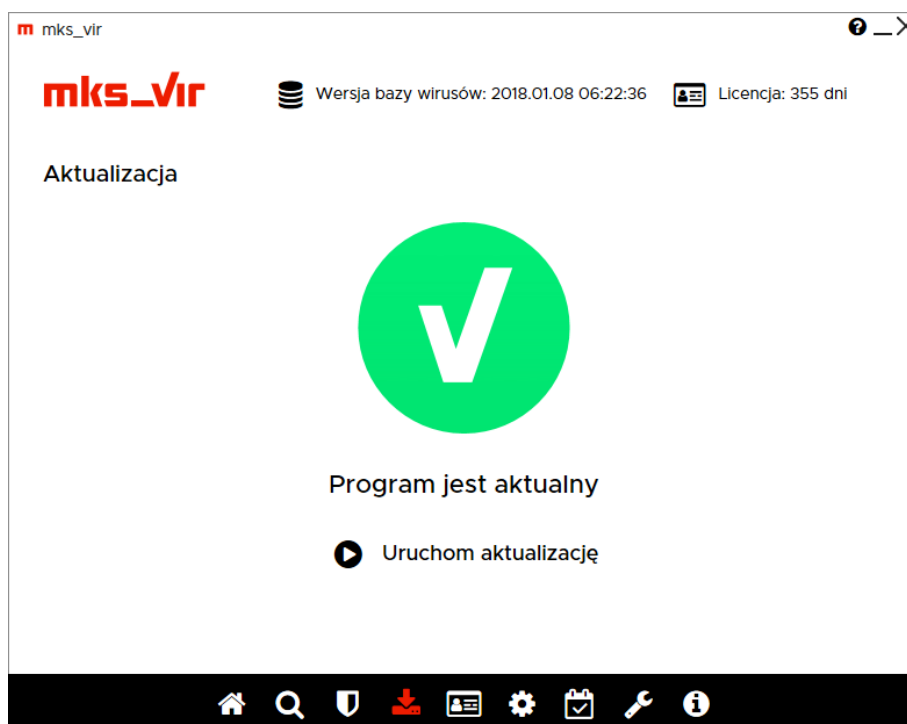 mks_vir
mks_vir
Wersja bazy wirusów: 2018.01.08 06:22:36
Licencja: 355 dni
Aktualizacja
Program jest aktualny
Uruchom aktualizację